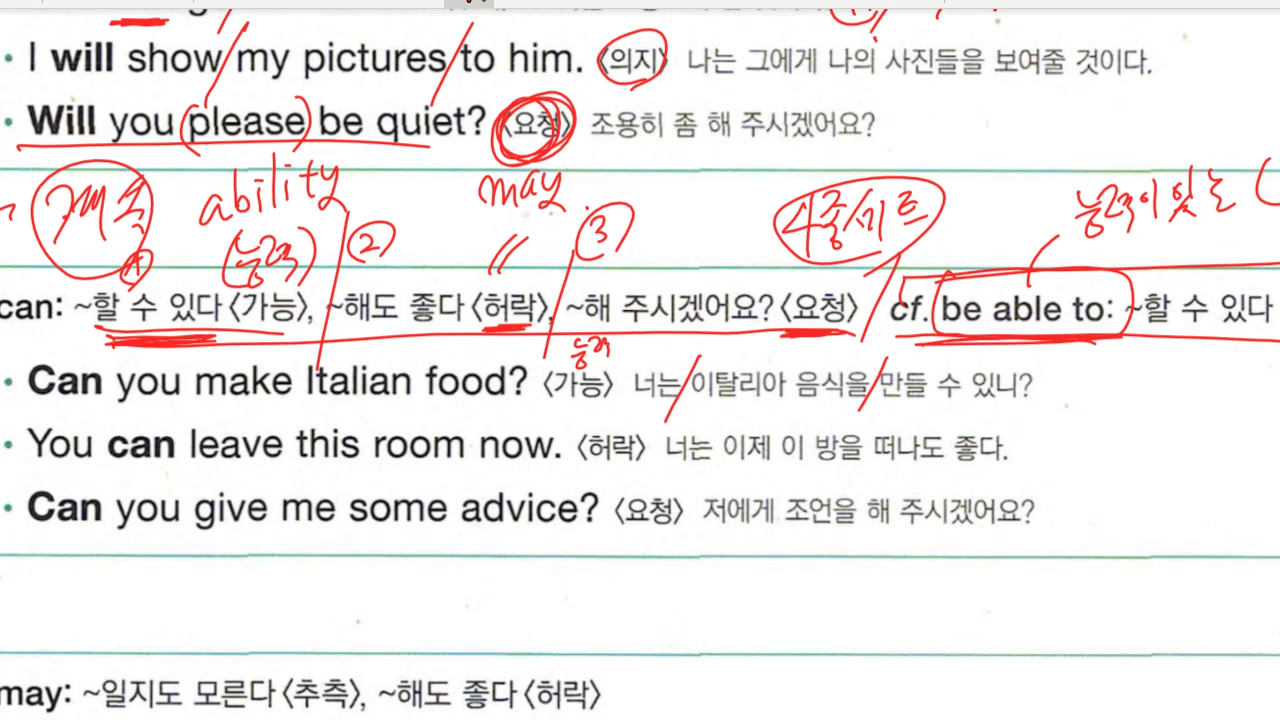 • I will show my pictures to him. 〈의지〉 나는 그에게 나의 사진들을 보여줄 것이다.
• Will you please be quiet? 〈요청〉 조용히 좀 해 주시겠어요?
ability may
(능력) ② 〃 ③ 능력이 있는
can: ~할 수 있다〈가능〉, ~해도 좋다〈허락〉, ~해 주시겠어요?〈요청〉 cf. be able to: ~할 수 있다
능력
• Can you make Italian food? 〈가능〉 너는 이탈리아 음식을 만들 수 있니?
• You can leave this room now. 〈허락〉 너는 이제 이 방을 떠나도 좋다.
• Can you give me some advice? 〈요청〉 저에게 조언을 해 주시겠어요?
may: ~일지도 모른다〈추측〉, ~해도 좋다〈허락〉